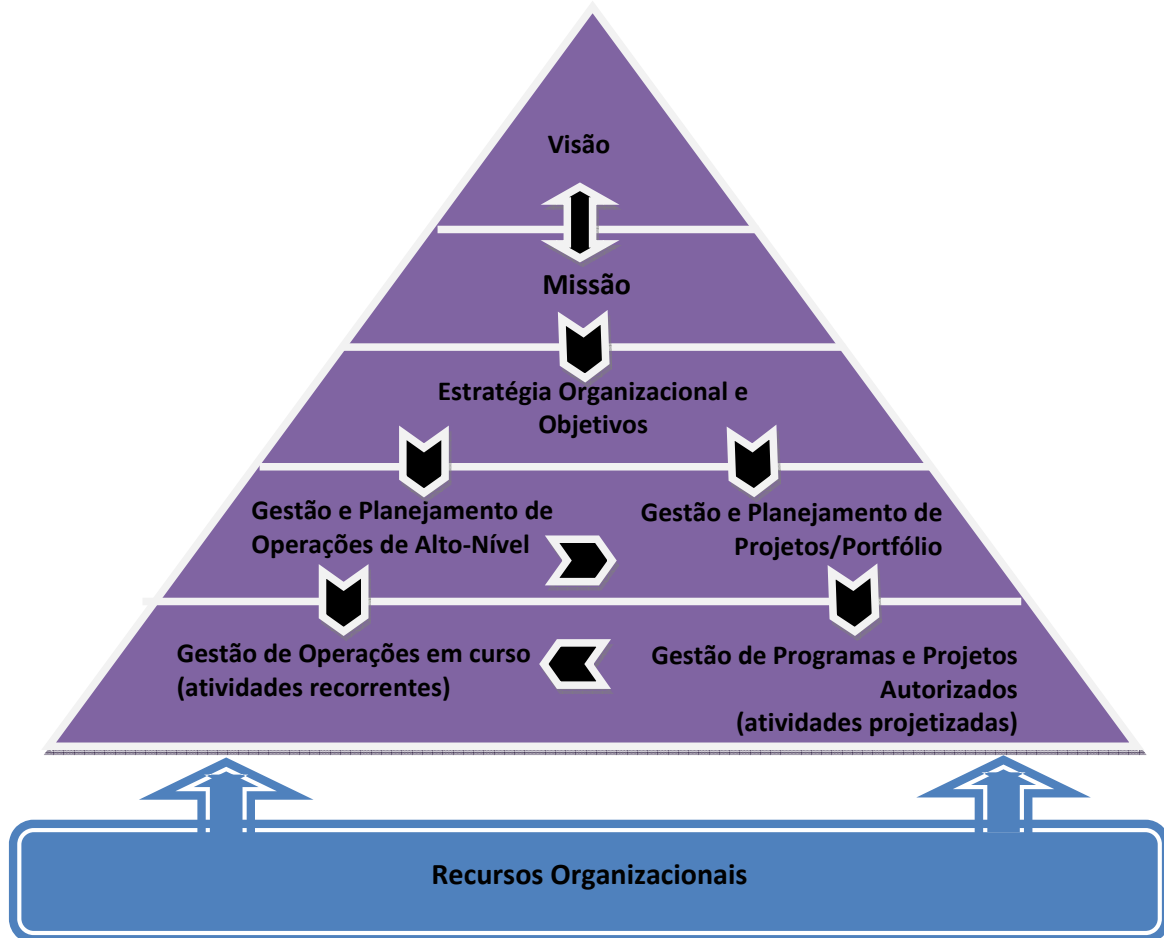 Visão
Missão
Estratégia Organizacional e
Objetivos
Gestão e Planejamento de
Operações de Alto-Nível
Gestão e Planejamento de
Projetos/Portfólio
Gestão de Operações em curso
(atividades recorrentes)
Gestão de Programas e Projetos
Autorizados
(atividades projetizadas)
Recursos Organizacionais